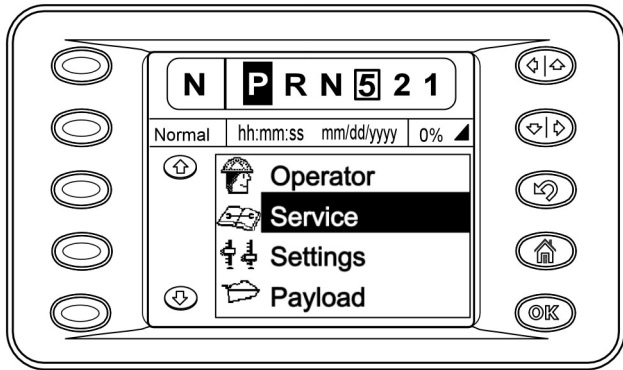 N P R N 5 2 1
Normal hh:mm:ss mm/dd/yyyy 0%
Operator
Service
Settings
Payload
OK